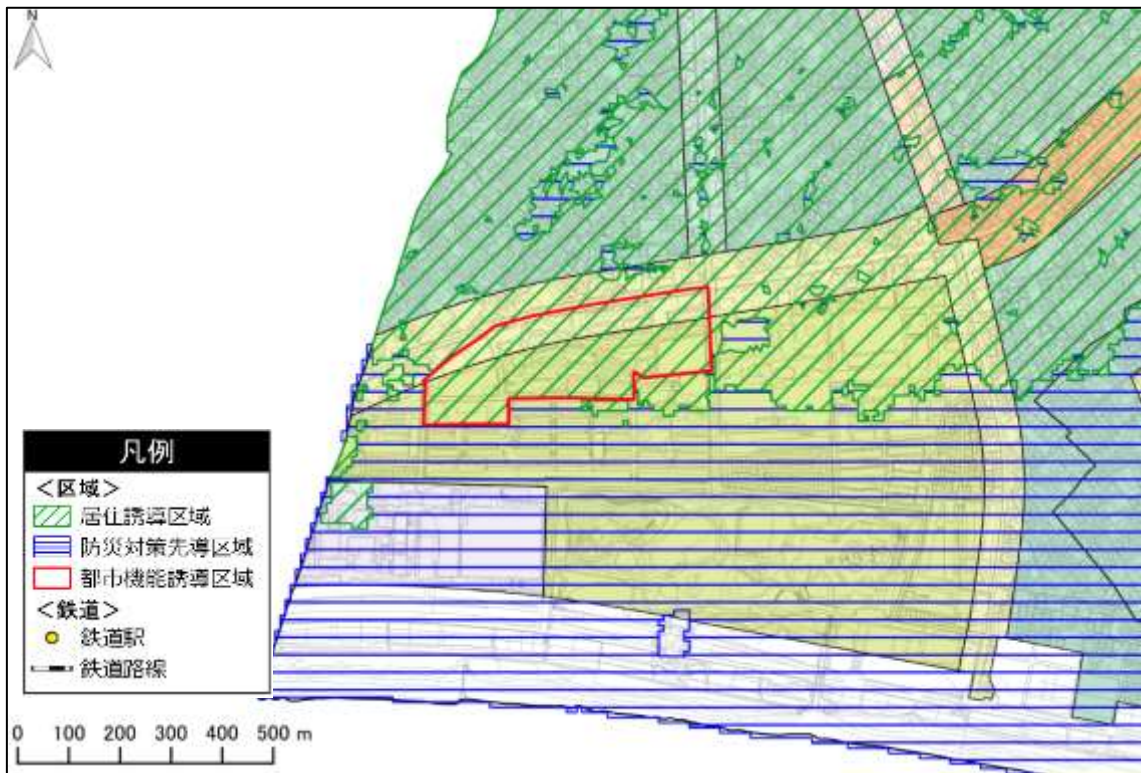 N
凡例
<区域>
居住誘導区域
防災対策先導区域
都市機能誘導区域
<鉄道>
鉄道駅
鉄道路線
0 100 200 300 400 500 m